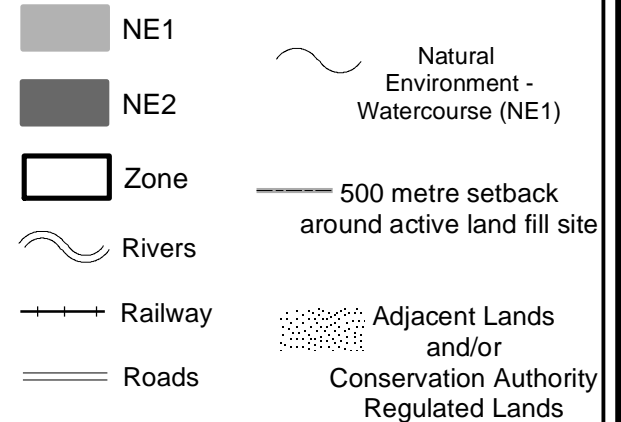 NE1
NE2
Zone
Rivers
Railway
Roads
Natural
Environment -
Watercourse (NE1)
500 metre setback
around active land fill site
Adjacent Lands
and/or
Conservation Authority
Regulated Lands